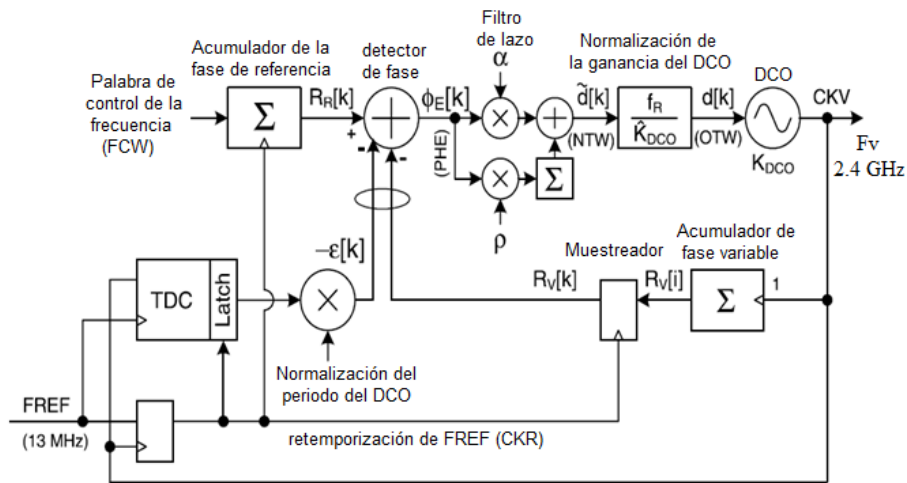 Filtro
de lazo
α
Acumulador de la
fase de referencia
detector
de fase
Normalización de
la ganancia del DCO
DCO
Palabra de
control de la
frecuencia
(FCW)
Σ
R_R[k]
+
-
-
+
ϕ_E[k]
(PHE)
×
+
d̃[k]
(NTW)
f_R
K̂_DCO
d[k]
(OTW)
K_DCO
CKV
Fv
2.4 GHz
×
Σ
ρ
-ε[k]
Muestreador
Acumulador de
fase variable
TDC
Latch
×
R_V[k]
R_V[i]
Σ
1
Normalización del
periodo del DCO
FREF
(13 MHz)
retemporización de FREF (CKR)